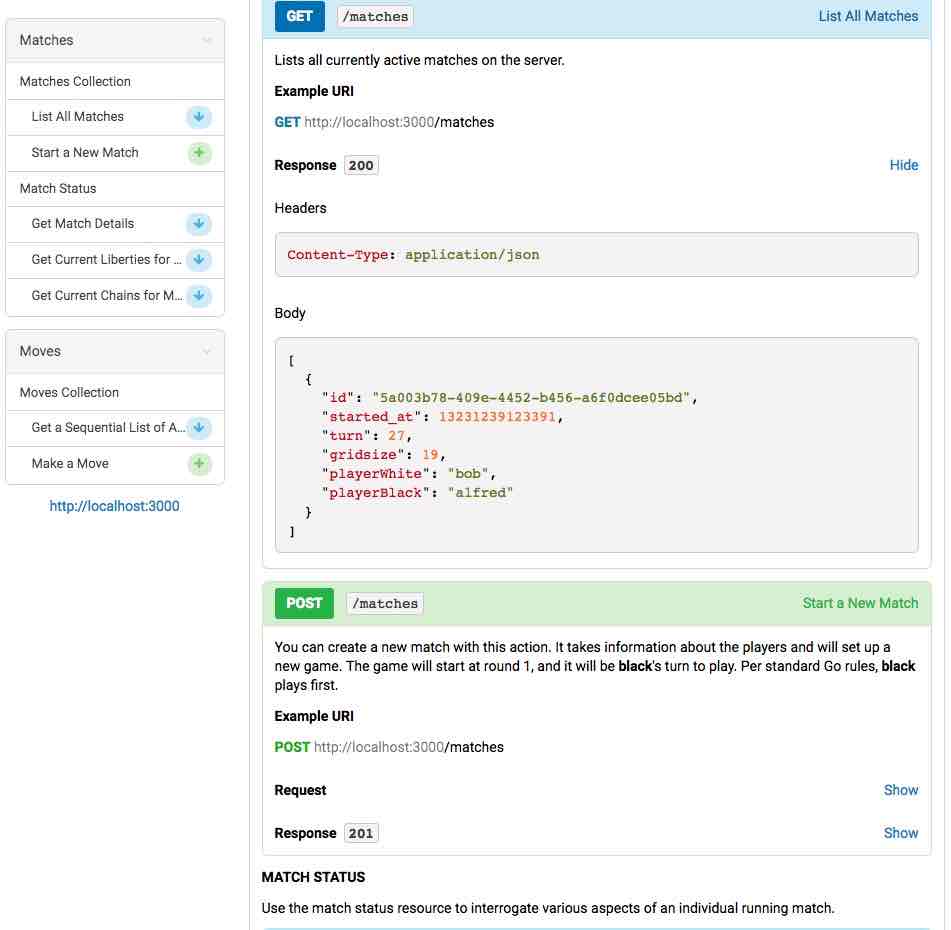 Matches
Matches Collection
List All Matches
Start a New Match
Match Status
Get Match Details
Get Current Liberties for ...
Get Current Chains for M...
Moves
Moves Collection
Get a Sequential List of A...
Make a Move
http://localhost:3000
GET /matches List All Matches
Lists all currently active matches on the server.
Example URI
GET http://localhost:3000/matches
Response 200 Hide
Headers
Content-Type: application/json
Body
[
  {
    "id": "5a003b78-409e-4452-b456-a6f0dcee05bd",
    "started_at": 13231239123391,
    "turn": 27,
    "gridsize": 19,
    "playerWhite": "bob",
    "playerBlack": "alfred"
  }
]
POST /matches Start a New Match
You can create a new match with this action. It takes information about the players and will set up a
new game. The game will start at round 1, and it will be black's turn to play. Per standard Go rules, black
plays first.
Example URI
POST http://localhost:3000/matches
Request Show
Response 201 Show
MATCH STATUS
Use the match status resource to interrogate various aspects of an individual running match.